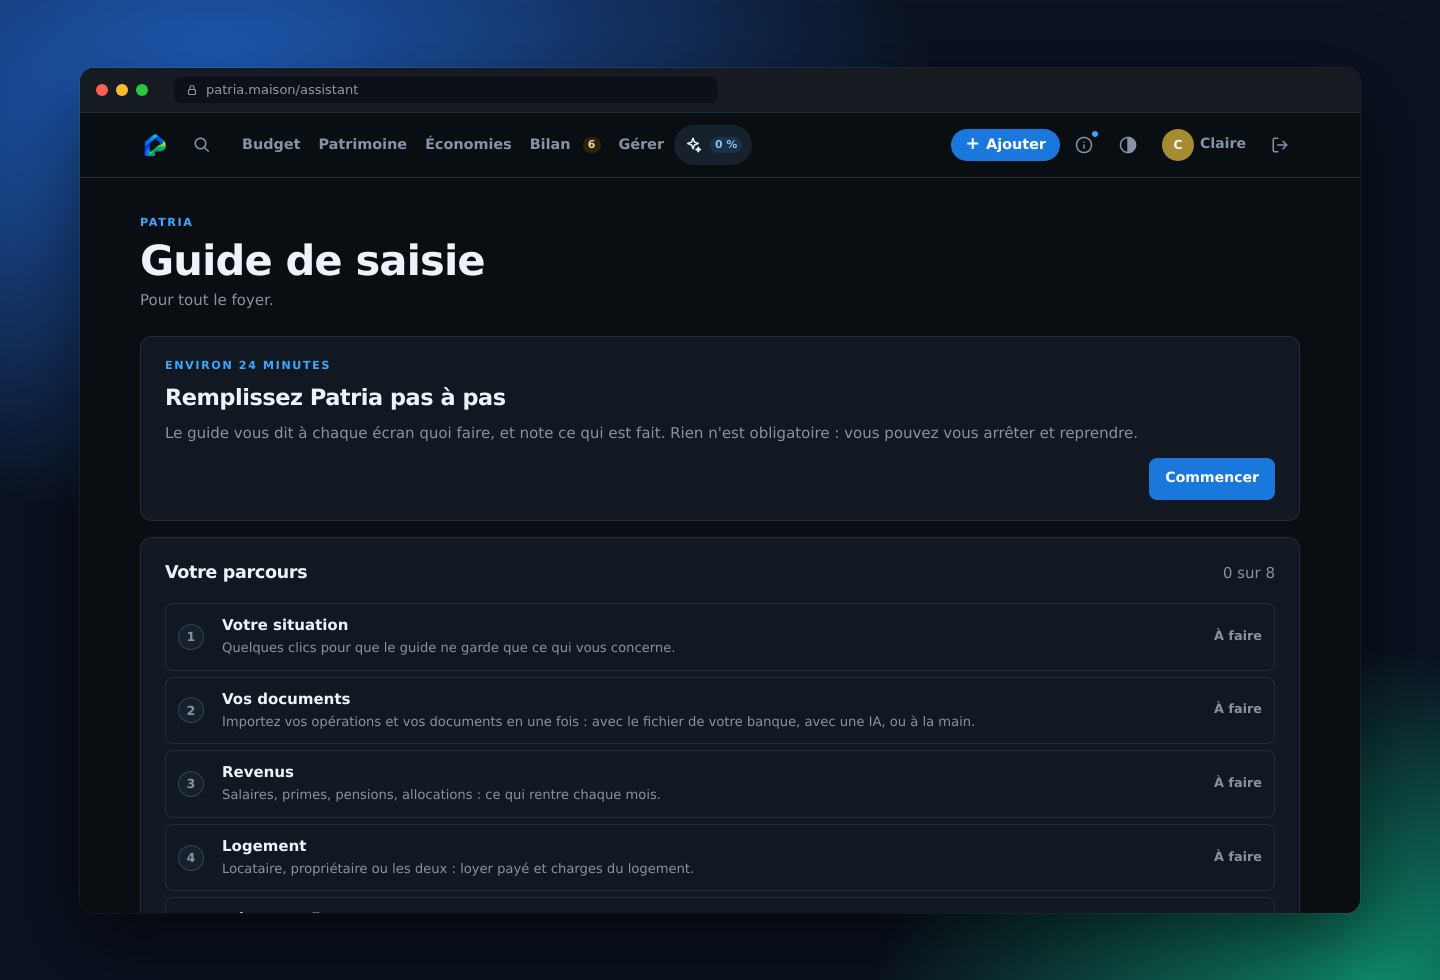 patria.maison/assistant
Budget Patrimoine Économies Bilan 6 Gérer 0 % + Ajouter C Claire
PATRIA
Guide de saisie
Pour tout le foyer.
ENVIRON 24 MINUTES
Remplissez Patria pas à pas
Le guide vous dit à chaque écran quoi faire, et note ce qui est fait. Rien n'est obligatoire : vous pouvez vous arrêter et reprendre.
Commencer
Votre parcours 0 sur 8
1 Votre situation À faire
Quelques clics pour que le guide ne garde que ce qui vous concerne.
2 Vos documents À faire
Importez vos opérations et vos documents en une fois : avec le fichier de votre banque, avec une IA, ou à la main.
3 Revenus À faire
Salaires, primes, pensions, allocations : ce qui rentre chaque mois.
4 Logement À faire
Locataire, propriétaire ou les deux : loyer payé et charges du logement.